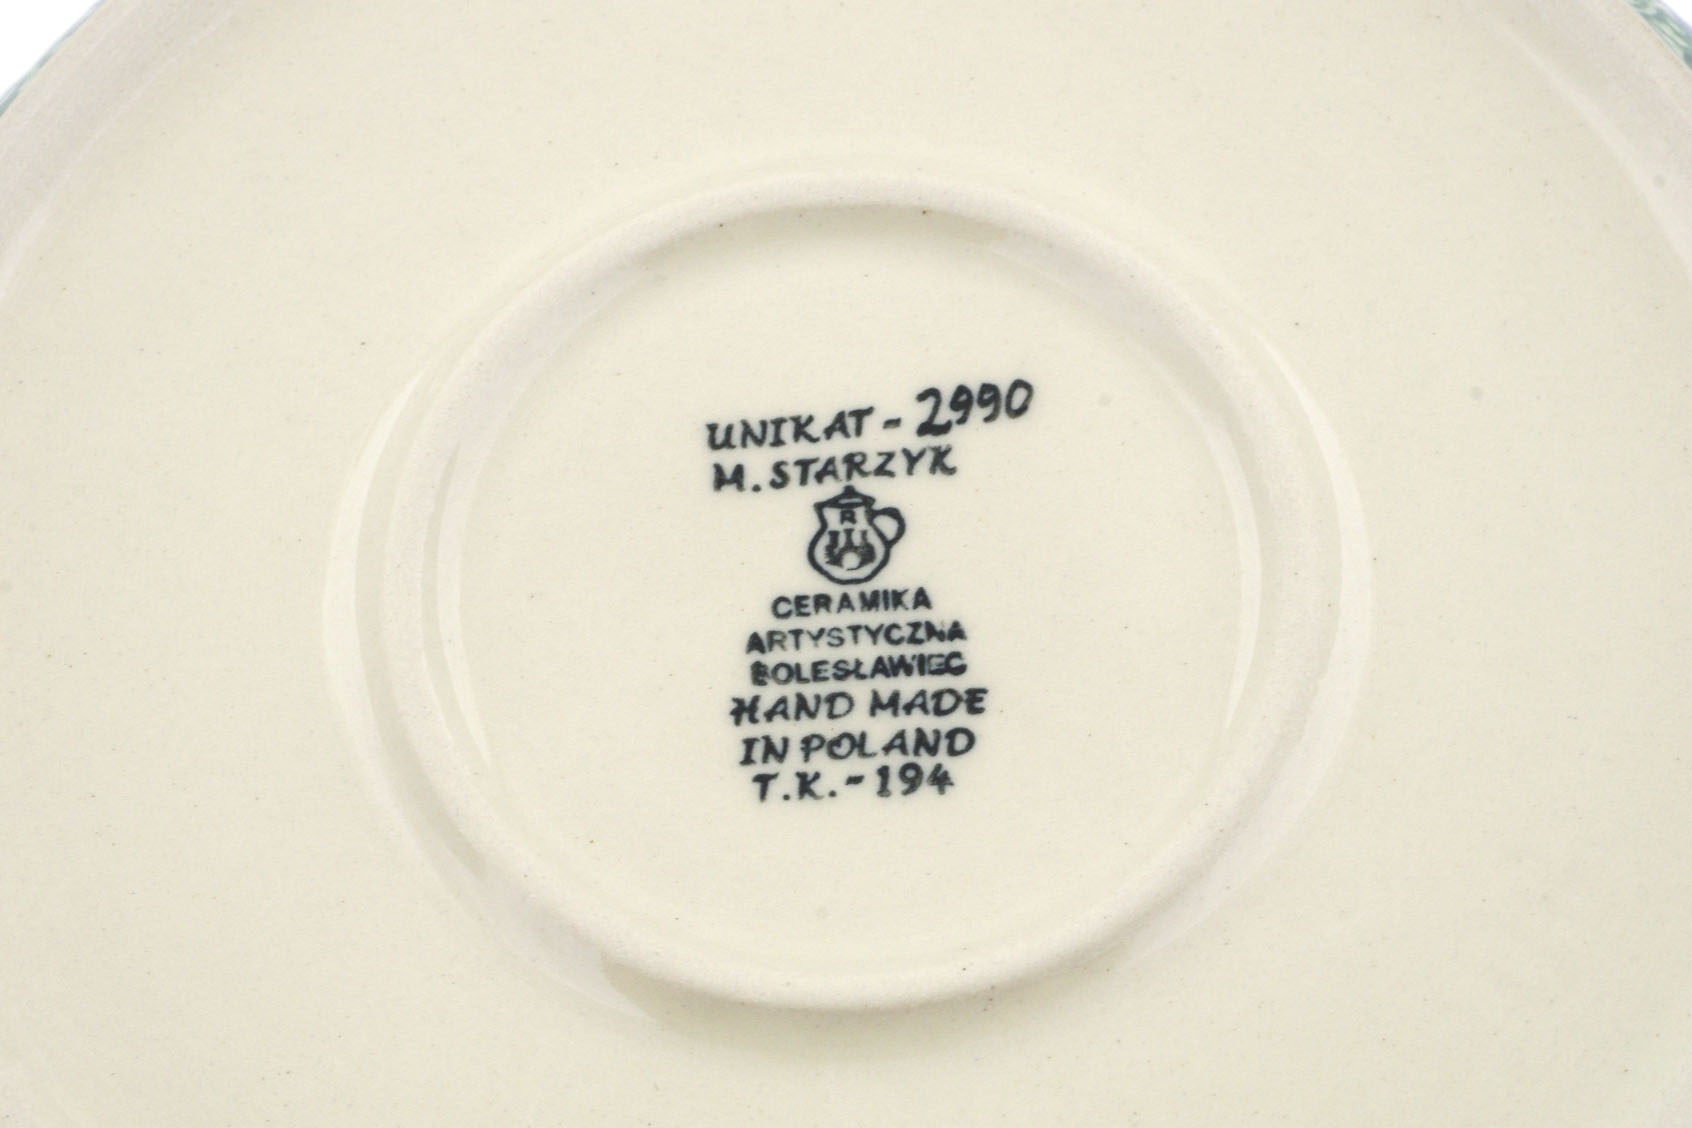 UNIKAT - 2990
M. STARZYK
R
CERAMIKA
ARTYSTYCZNA
BOLESŁAWIEC
HAND MADE
IN POLAND
T.K. - 194